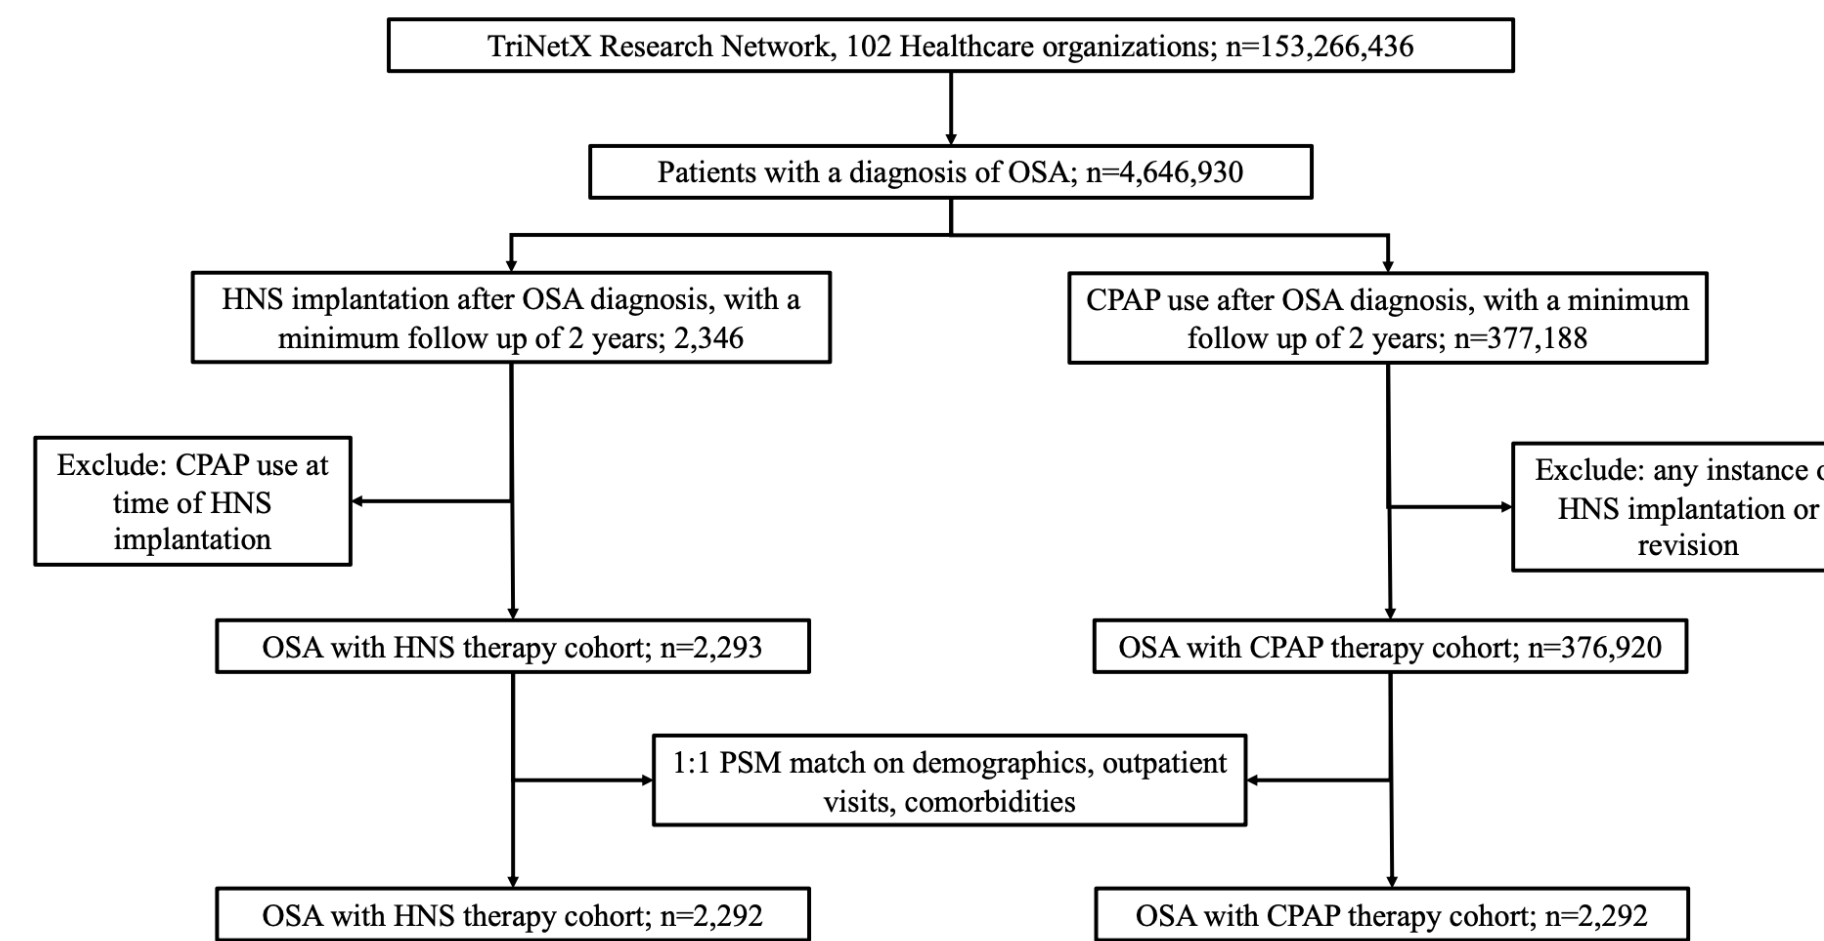 TriNetX Research Network, 102 Healthcare organizations; n=153,266,436
Patients with a diagnosis of OSA; n=4,646,930
HNS implantation after OSA diagnosis, with a
minimum follow up of 2 years; 2,346
CPAP use after OSA diagnosis, with a minimum
follow up of 2 years; n=377,188
Exclude: CPAP use at
time of HNS
implantation
Exclude: any instance
HNS implantation or
revision
OSA with HNS therapy cohort; n=2,293
OSA with CPAP therapy cohort; n=376,920
1:1 PSM match on demographics, outpatient
visits, comorbidities
OSA with HNS therapy cohort; n=2,292
OSA with CPAP therapy cohort; n=2,292